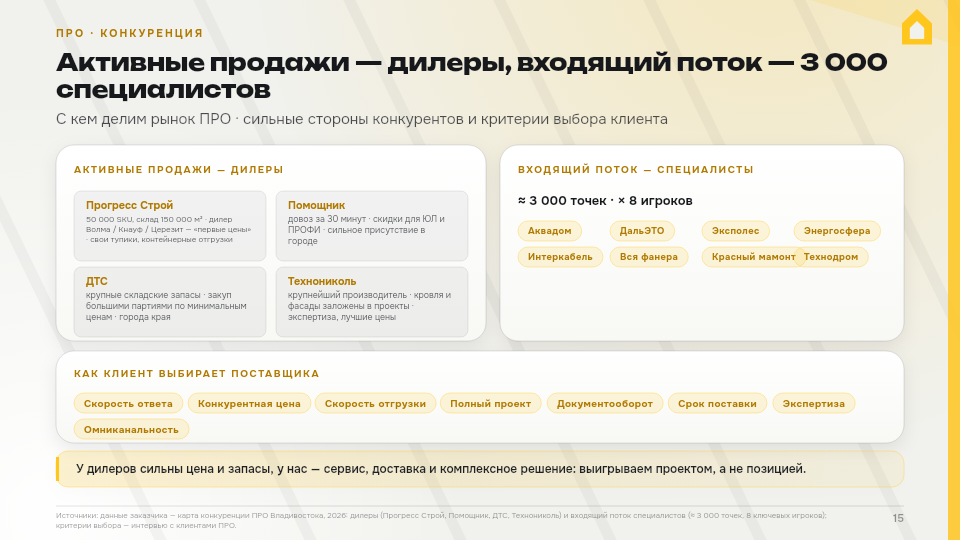 ПРО · КОНКУРЕНЦИЯ
Активные продажи — дилеры, входящий поток — 3 000
специалистов
С кем делим рынок ПРО · сильные стороны конкурентов и критерии выбора клиента
АКТИВНЫЕ ПРОДАЖИ — ДИЛЕРЫ
Прогресс Строй
50 000 SKU, склад 150 000 м² · дилер
Волма / Кнауф / Церезит — «первые цены»
· свои тупики, контейнерные отгрузки
Помощник
довоз за 30 минут · скидки для ЮЛ и
ПРОФИ · сильное присутствие в
городе
ДТС
крупные складские запасы · закуп
большими партиями по минимальным
ценам · города края
Технониколь
крупнейший производитель · кровля и
фасады заложены в проекты ·
экспертиза, лучшие цены
ВХОДЯЩИЙ ПОТОК — СПЕЦИАЛИСТЫ
≈ 3 000 точек · × 8 игроков
Аквадом
ДальЭТО
Эксполес
Энергосфера
Интеркабель
Вся фанера
Красный мамонт
Технодром
КАК КЛИЕНТ ВЫБИРАЕТ ПОСТАВЩИКА
Скорость ответа
Конкурентная цена
Скорость отгрузки
Полный проект
Документооборот
Срок поставки
Экспертиза
Омниканальность
У дилеров сильны цена и запасы, у нас — сервис, доставка и комплексное решение: выигрываем проектом, а не позицией.
Источники: данные заказчика — карта конкуренции ПРО Владивостока, 2026: дилеры (Прогресс Строй, Помощник, ДТС, Технониколь) и входящий поток специалистов (≈ 3 000 точек, 8 ключевых игроков);
критерии выбора — интервью с клиентами ПРО.
15